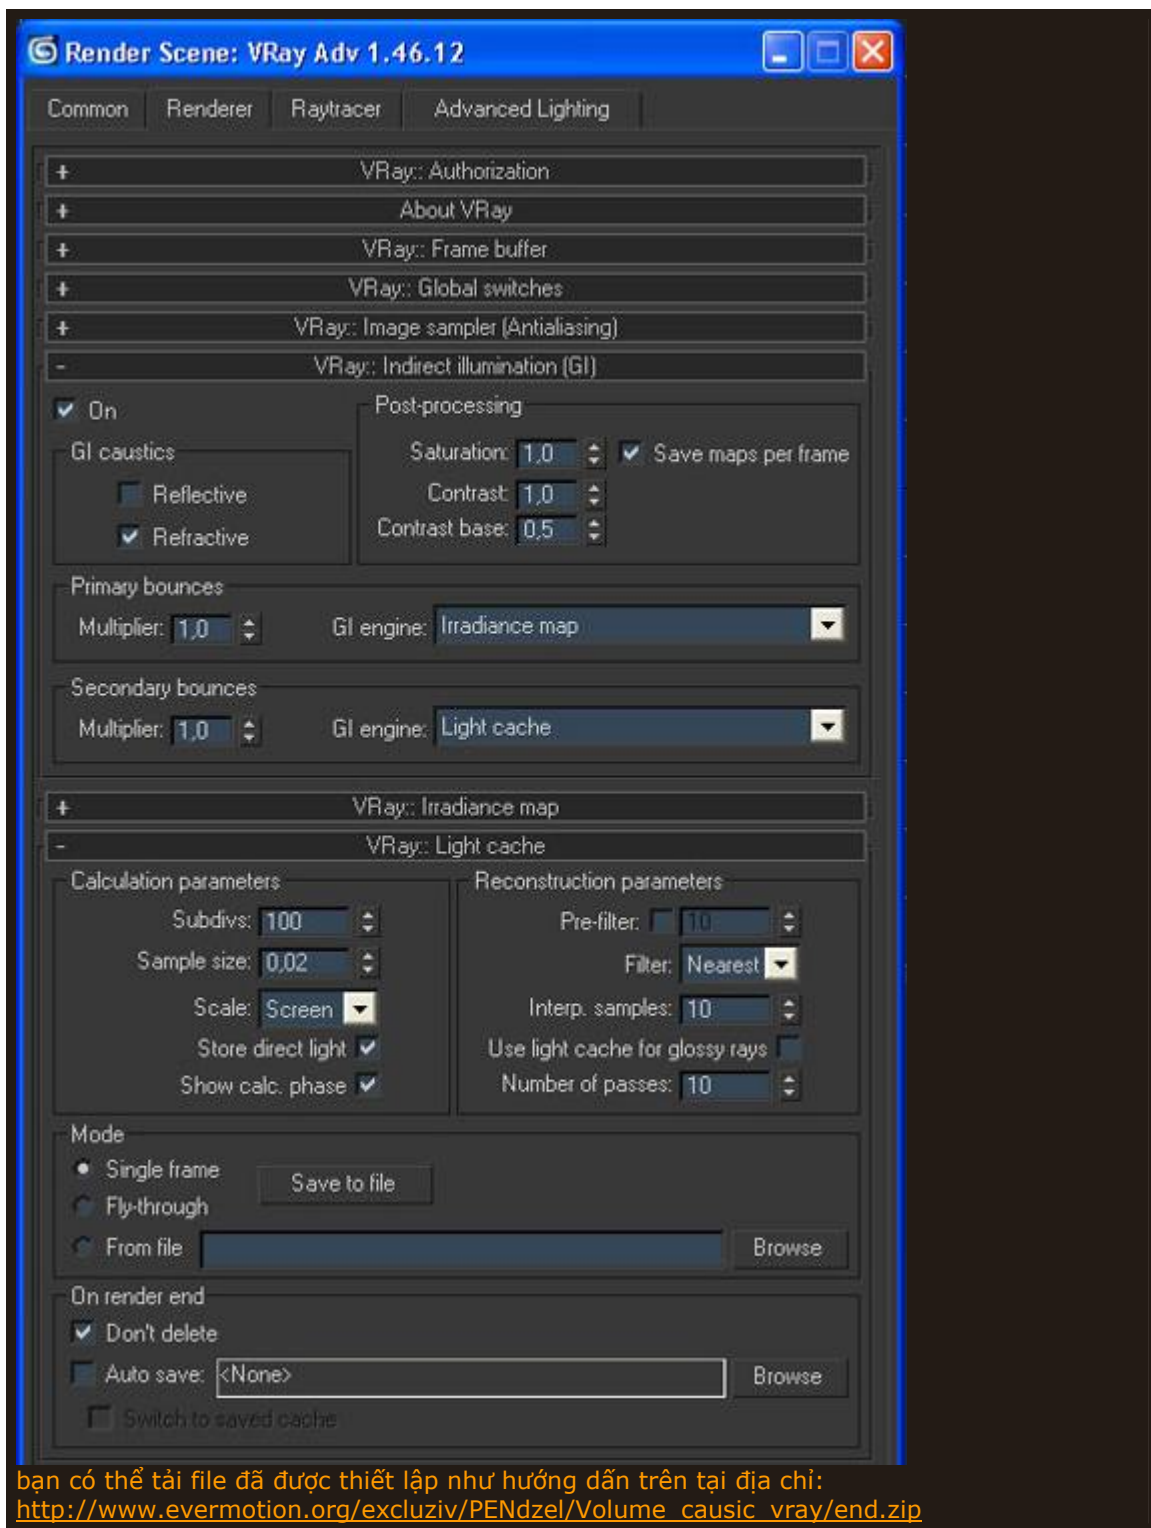 Render Scene: VRay Adv 1.46.12
Common Renderer Raytracer Advanced Lighting
+ VRay:: Authorization
+ About VRay
+ VRay:: Frame buffer
+ VRay:: Global switches
+ VRay:: Image sampler (Antialiasing)
- VRay:: Indirect illumination (GI)
On
Post-processing
GI caustics
Saturation: 1,0 Save maps per frame
Reflective
Contrast: 1,0
Refractive
Contrast base: 0,5
Primary bounces
Multiplier: 1,0 GI engine: Irradiance map
Secondary bounces
Multiplier: 1,0 GI engine: Light cache
+ VRay:: Irradiance map
- VRay:: Light cache
Calculation parameters
Subdivs: 100
Sample size: 0,02
Scale: Screen
Store direct light
Show calc. phase
Reconstruction parameters
Pre-filter: 10
Filter: Nearest
Interp. samples: 10
Use light cache for glossy rays
Number of passes: 10
Mode
Single frame
Save to file
Fly-through
From file Browse
On render end
Don't delete
Auto save: <None> Browse
Switch to saved cache
bạn có thể tải file đã được thiết lập như hướng dấn trên tại địa chỉ:
http://www.evermotion.org/excluziv/PENdzel/Volume_causic_vray/end.zip